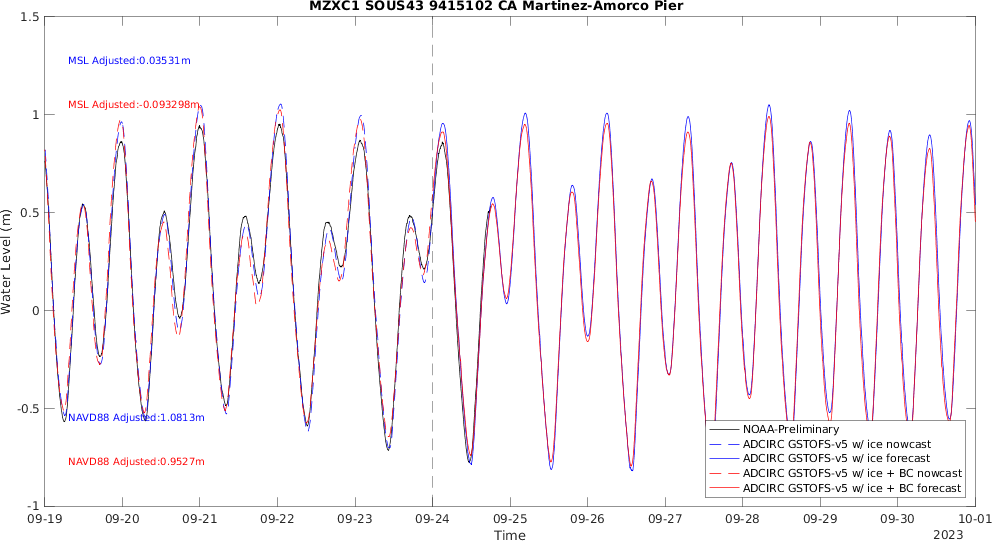 MZXC1 SOUS43 9415102 CA Martinez-Amorco Pier
1.5
MSL Adjusted:0.03531m
MSL Adjusted:-0.093298m
1
0.5
Water Level (m)
0
-0.5
NAVD88 Adjusted:1.0813m
NAVD88 Adjusted:0.9527m
NOAA-Preliminary
ADCIRC GSTOFS-v5 w/ ice nowcast
ADCIRC GSTOFS-v5 w/ ice forecast
ADCIRC GSTOFS-v5 w/ ice + BC nowcast
ADCIRC GSTOFS-v5 w/ ice + BC forecast
-1
09-19 09-20 09-21 09-22 09-23 09-24 09-25 09-26 09-27 09-28 09-29 09-30 10-01
Time
2023